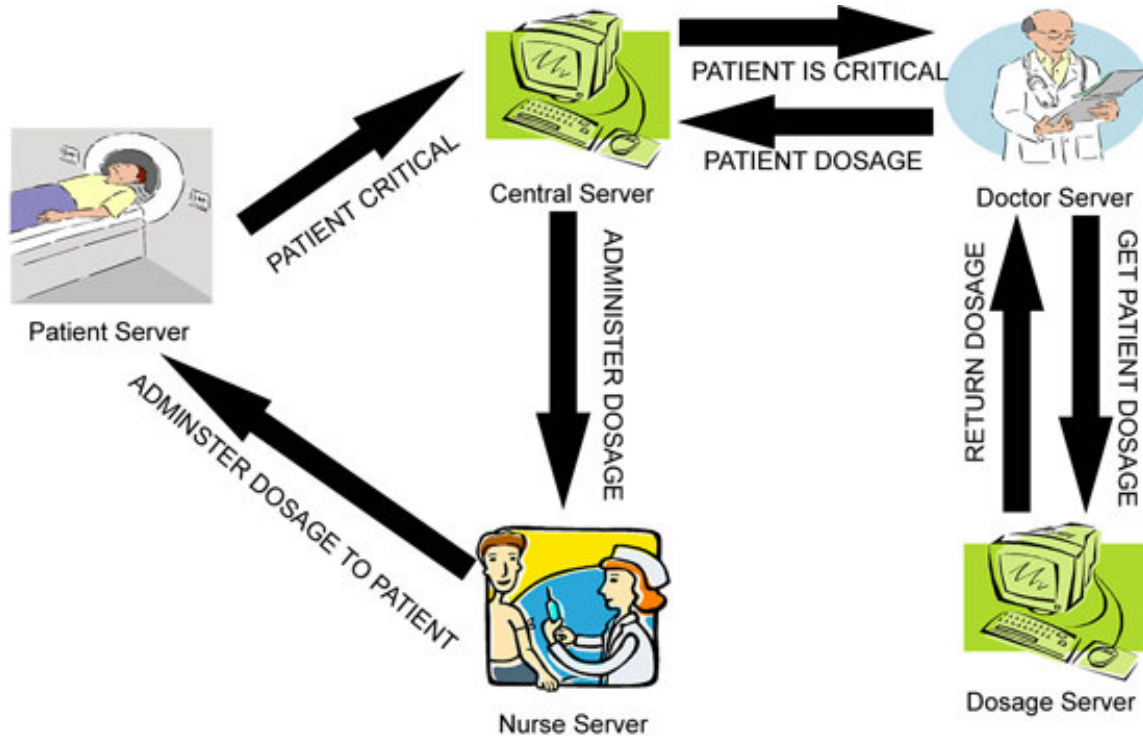 PATIENT IS CRITICAL
PATIENT DOSAGE
Central Server
Doctor Server
PATIENT CRITICAL
Patient Server
ADMINISTER DOSAGE
RETURN DOSAGE
GET PATIENT DOSAGE
ADMINSTER DOSAGE TO PATIENT
Nurse Server
Dosage Server